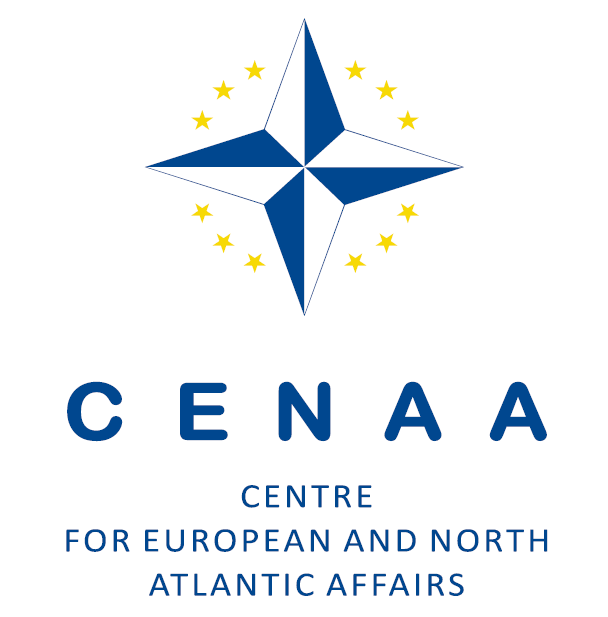 CENAA
CENTRE
FOR EUROPEAN AND NORTH
ATLANTIC AFFAIRS